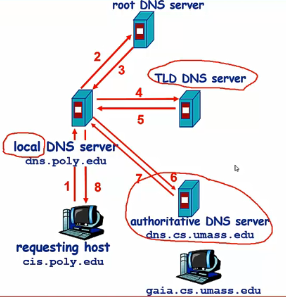 root DNS server
2
3
TLD DNS server
4
5
local DNS server
dns.poly.edu
7
6
1
8
authoritative DNS server
dns.cs.umass.edu
requesting host
cis.poly.edu
gaia.cs.umass.edu